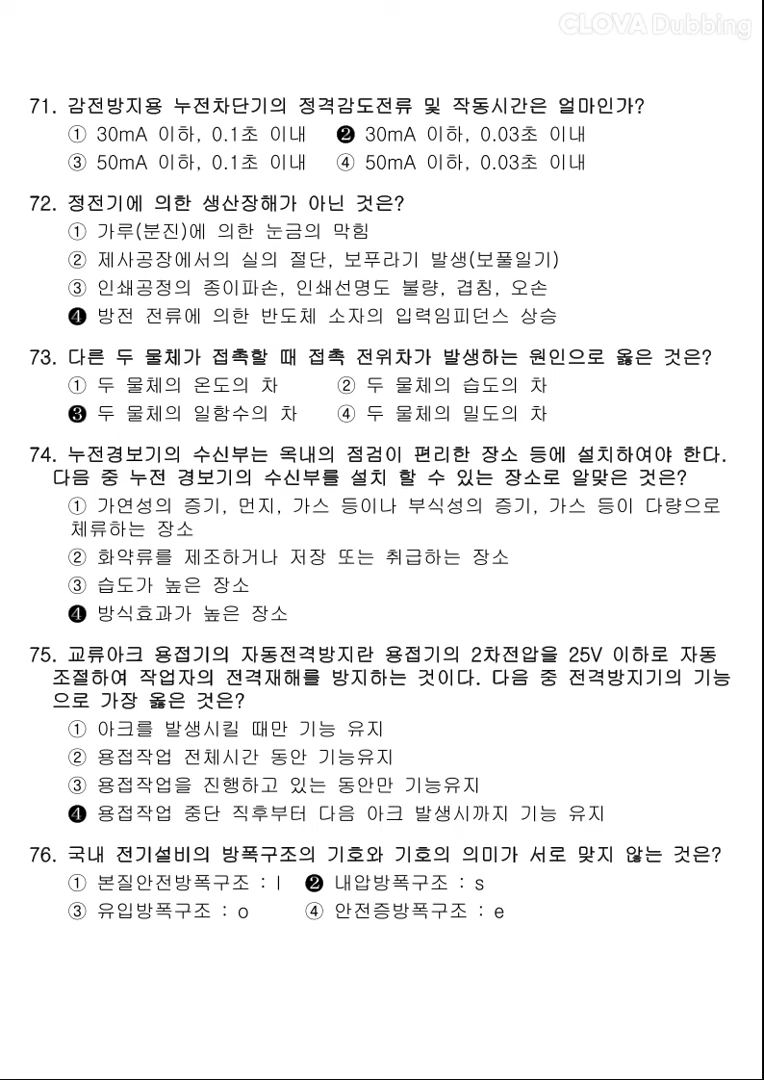 CLOVA Dubbing
71. 감전방지용 누전차단기의 정격감도전류 및 작동시간은 얼마인가?
① 30mA 이하, 0.1초 이내 ❷ 30mA 이하, 0.03초 이내
③ 50mA 이하, 0.1초 이내 ④ 50mA 이하, 0.03초 이내
72. 정전기에 의한 생산장해가 아닌 것은?
① 가루(분진)에 의한 눈금의 막힘
② 제사공장에서의 실의 절단, 보푸라기 발생(보풀일기)
③ 인쇄공정의 종이파손, 인쇄선명도 불량, 겹침, 오손
❹ 방전 전류에 의한 반도체 소자의 입력임피던스 상승
73. 다른 두 물체가 접촉할 때 접촉 전위차가 발생하는 원인으로 옳은 것은?
① 두 물체의 온도의 차 ② 두 물체의 습도의 차
❸ 두 물체의 일함수의 차 ④ 두 물체의 밀도의 차
74. 누전경보기의 수신부는 옥내의 점검이 편리한 장소 등에 설치하여야 한다.
다음 중 누전 경보기의 수신부를 설치 할 수 있는 장소로 알맞은 것은?
① 가연성의 증기, 먼지, 가스 등이나 부식성의 증기, 가스 등이 다량으로
체류하는 장소
② 화약류를 제조하거나 저장 또는 취급하는 장소
③ 습도가 높은 장소
❹ 방식효과가 높은 장소
75. 교류아크 용접기의 자동전격방지란 용접기의 2차전압을 25V 이하로 자동
조절하여 작업자의 전격재해를 방지하는 것이다. 다음 중 전격방지기의 기능
으로 가장 옳은 것은?
① 아크를 발생시킬 때만 기능 유지
② 용접작업 전체시간 동안 기능유지
③ 용접작업을 진행하고 있는 동안만 기능유지
❹ 용접작업 중단 직후부터 다음 아크 발생시까지 기능 유지
76. 국내 전기설비의 방폭구조의 기호와 기호의 의미가 서로 맞지 않는 것은?
① 본질안전방폭구조 : l ❷ 내압방폭구조 : s
③ 유입방폭구조 : o ④ 안전증방폭구조 : e